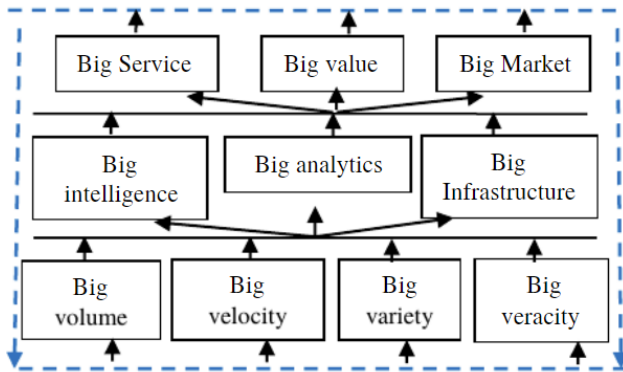 Big Service
Big value
Big Market
Big
intelligence
Big analytics
Big
Infrastructure
Big
volume
Big
velocity
Big
variety
Big
veracity